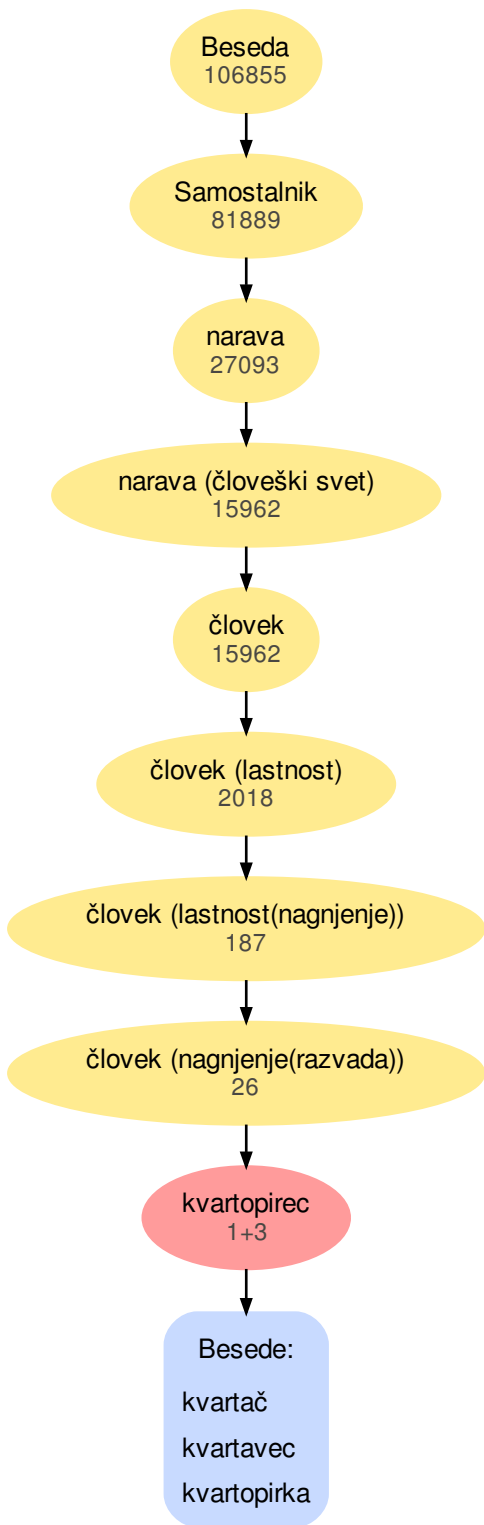 Beseda
106855
Samostalnik
81889
narava
27093
narava (človeški svet)
15962
človek
15962
človek (lastnost)
2018
človek (lastnost(nagnjenje))
187
človek (nagnjenje(razvada))
26
kvartopirec
1+3
Besede:
kvartač
kvartavec
kvartopirka